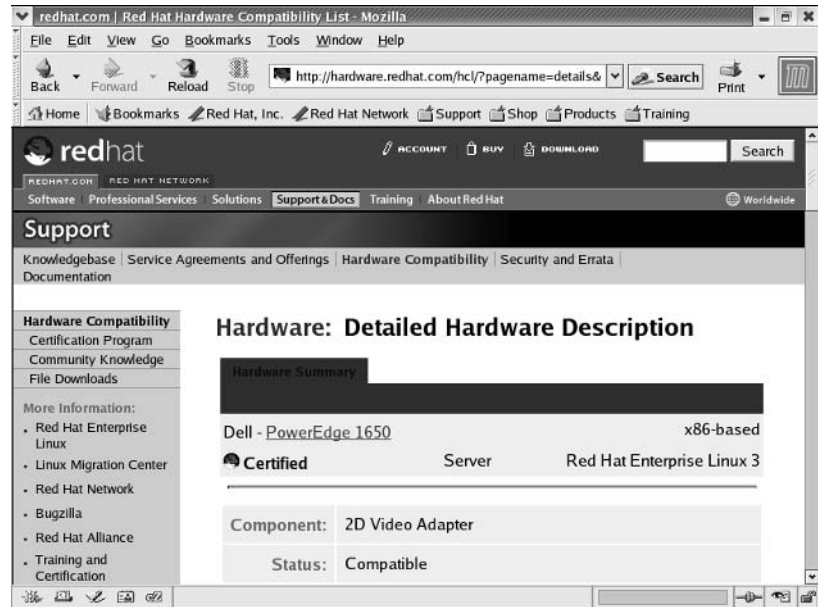 redhat.com | Red Hat Hardware Compatibility List - Mozilla
File Edit View Go Bookmarks Tools Window Help
Back Forward Reload Stop http://hardware.redhat.com/hcl/?pagename=details& Search Print
Home Bookmarks Red Hat, Inc. Red Hat Network Support Shop Products Training
redhat ACCOUNT BUY DOWNLOAD Search
REDHAT.COM RED HAT NETWORK
Software Professional Services Solutions Support & Docs Training About Red Hat Worldwide
Support
Knowledgebase Service Agreements and Offerings Hardware Compatibility Security and Errata
Documentation
Hardware Compatibility
Certification Program
Community Knowledge
File Downloads
More Information:
Red Hat Enterprise
Linux
Linux Migration Center
Red Hat Network
Bugzilla
Red Hat Alliance
Training and
Certification
Hardware: Detailed Hardware Description
Hardware Summary
Dell - PowerEdge 1650 x86-based
Certified Server Red Hat Enterprise Linux 3
Component: 2D Video Adapter
Status: Compatible